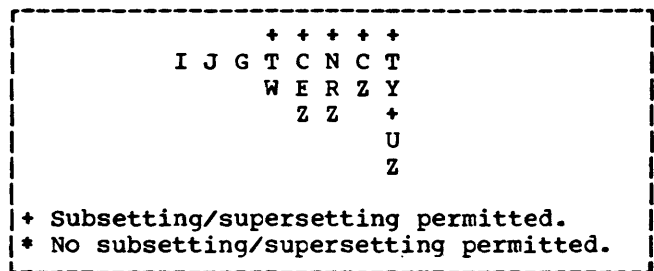 + + + + +
I J G T C N C T
W E R Z Y
Z Z +
U
Z
+ Subsetting/supersetting permitted.
* No subsetting/supersetting permitted.